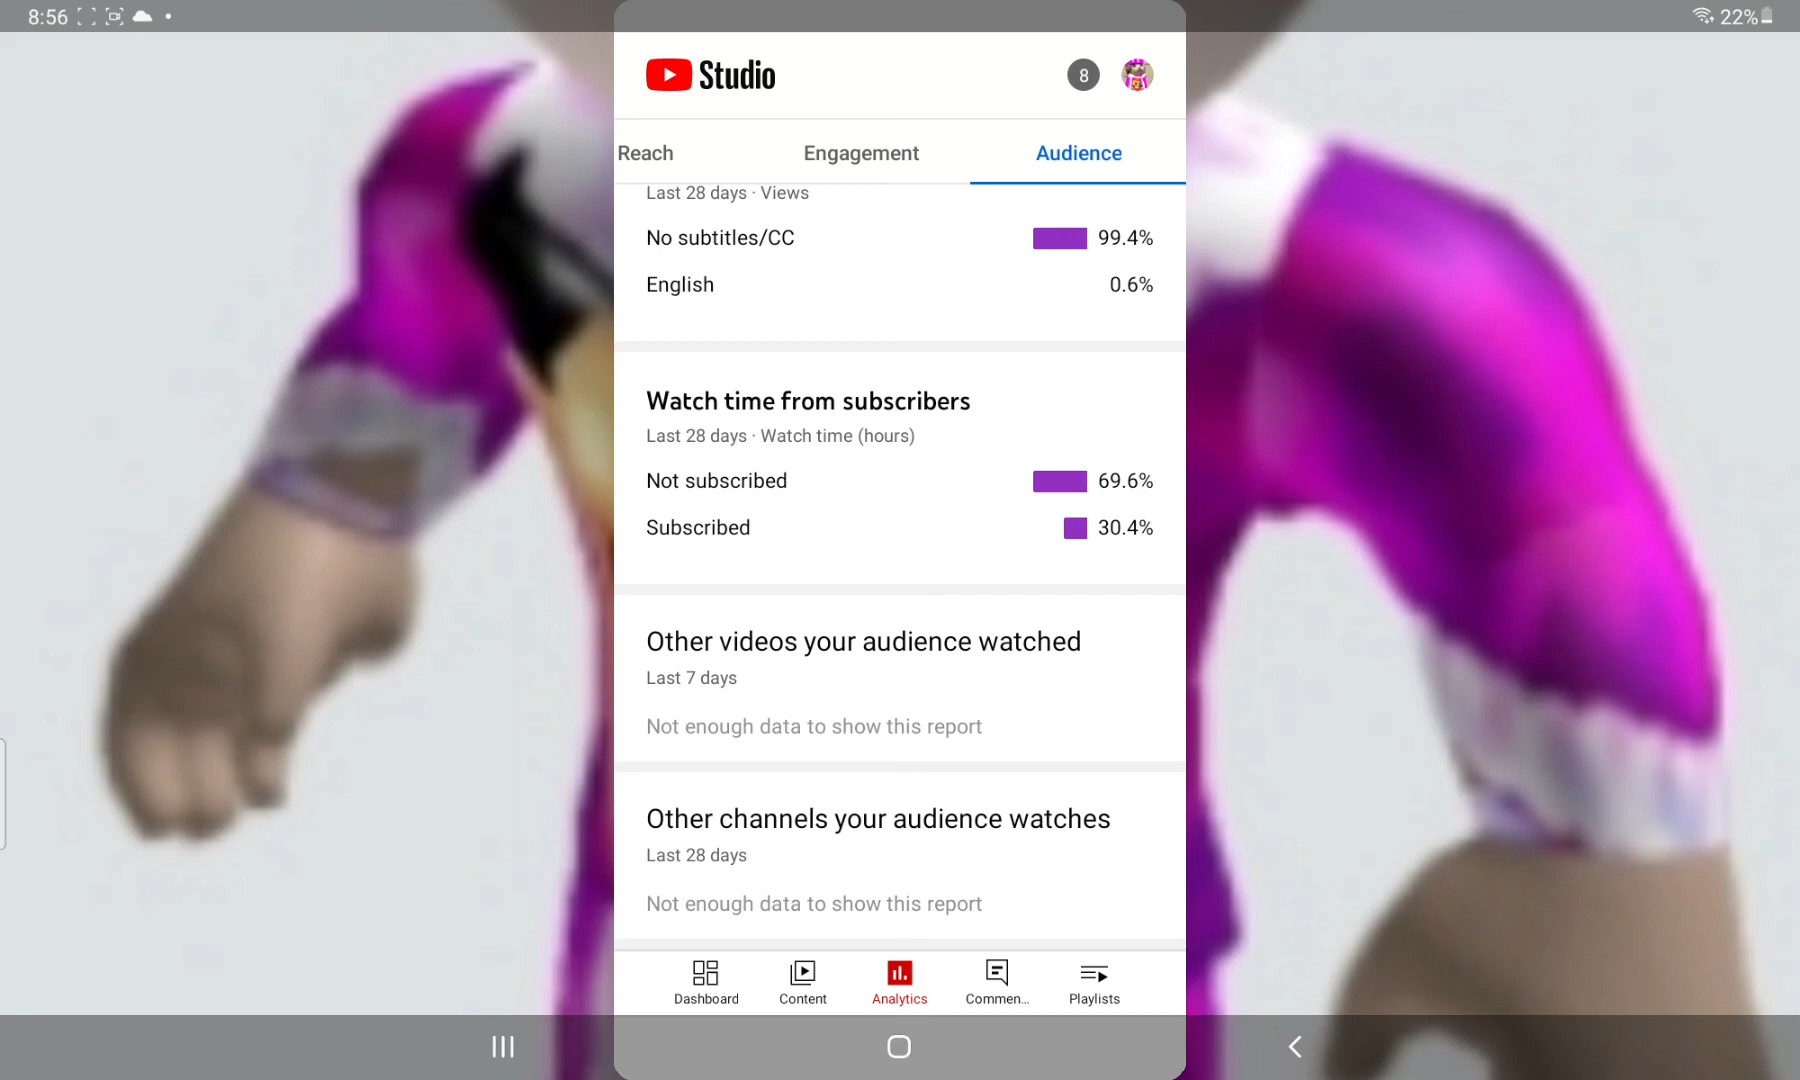 8:56
22%
Studio
8
Reach
Engagement
Audience
Last 28 days · Views
No subtitles/CC
99.4%
English
0.6%
Watch time from subscribers
Last 28 days · Watch time (hours)
Not subscribed
69.6%
Subscribed
30.4%
Other videos your audience watched
Last 7 days
Not enough data to show this report
Other channels your audience watches
Last 28 days
Not enough data to show this report
Dashboard
Content
Analytics
Commen...
Playlists